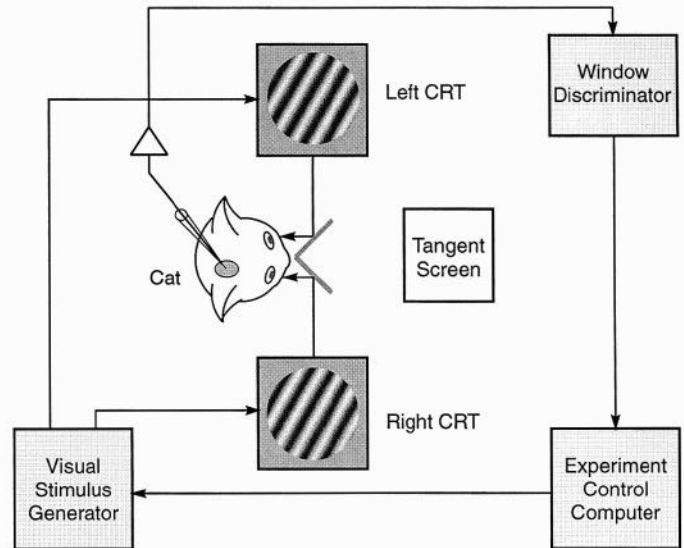 Window
Discriminator
Left CRT
Tangent
Screen
Cat
Right CRT
Visual
Stimulus
Generator
Experiment
Control
Computer